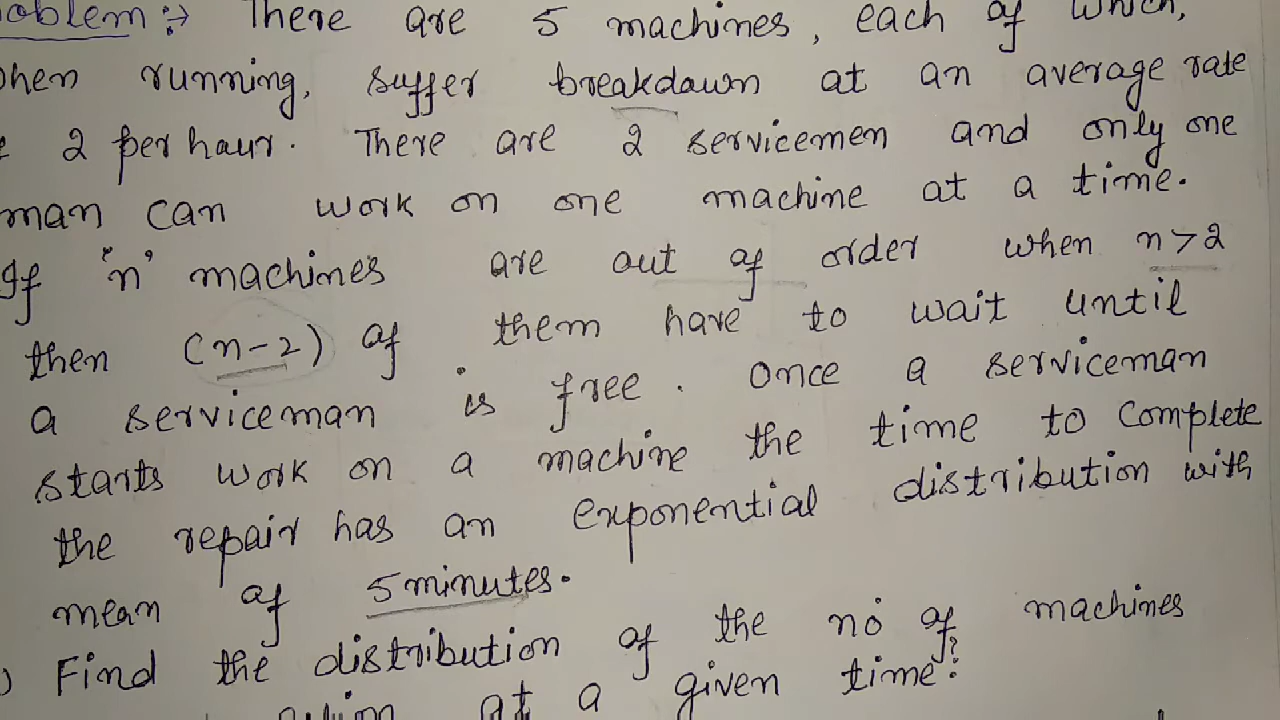 oblem :→ There are 5 machines, each of which,
hen running, suffer breakdawn at an average rate
2 per haur. There are 2 servicemen and only one
man can work on one machine at a time.
If "n" machines are out of order when n>2
then (n-2) of them have to wait until
a serviceman is free. Once a serviceman
starts work on a machine the time to complete
the repair has an exponential distribution with
mean of 5 minutes.
) Find the distribution of the no of machines
at a given time?